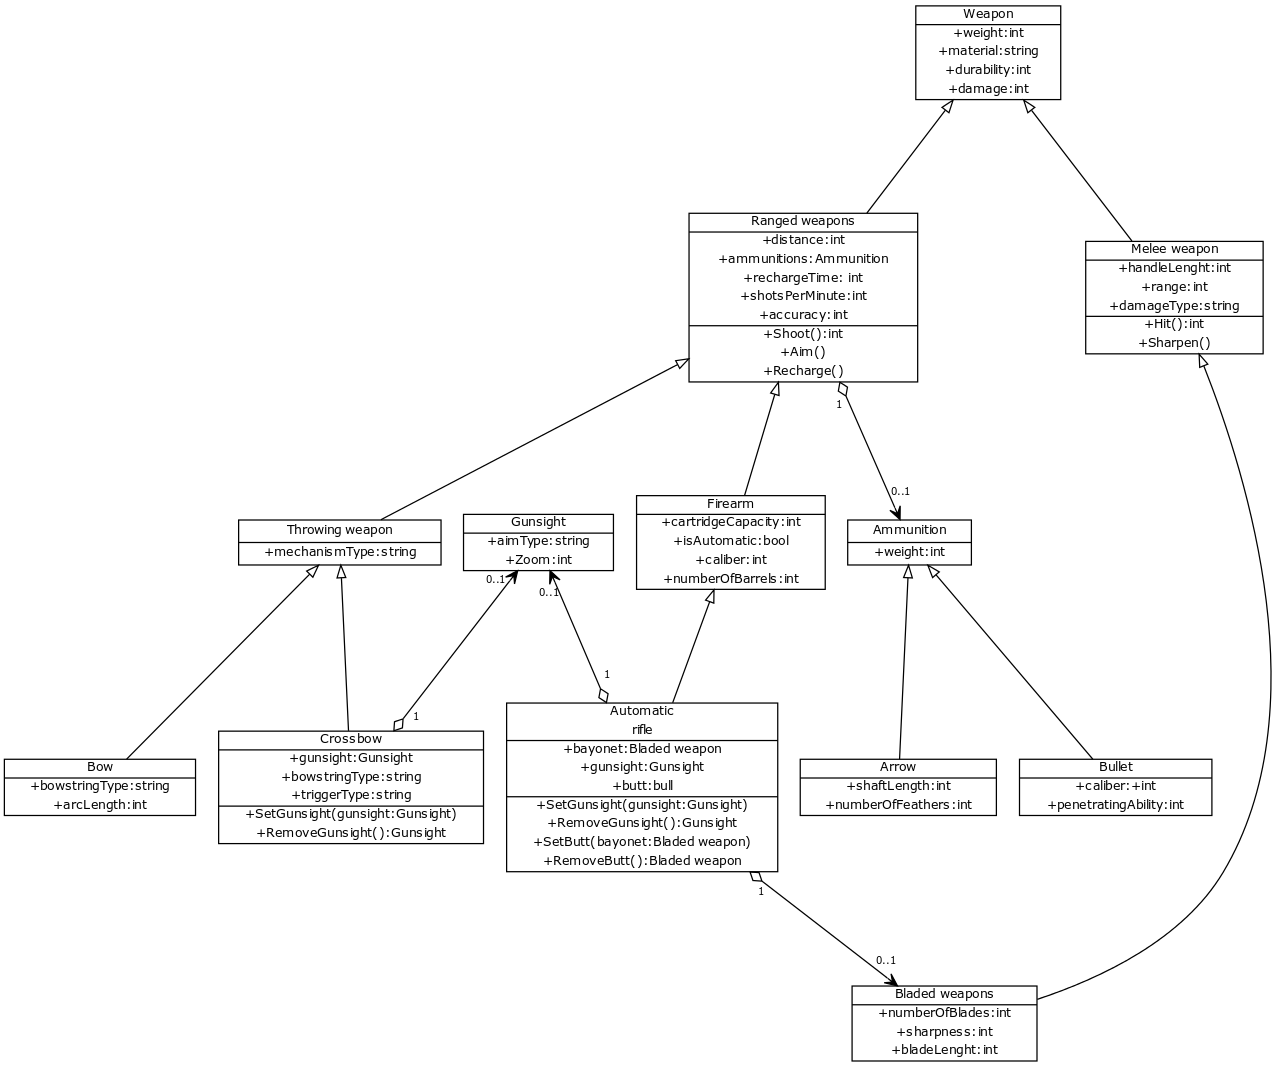 Weapon
+weight:int
+material:string
+durability:int
+damage:int
Ranged weapons
+distance:int
+ammunitions:Ammunition
+rechargeTime: int
+shotsPerMinute:int
+accuracy:int
+Shoot():int
+Aim()
+Recharge()
1
Melee weapon
+handleLenght:int
+range:int
+damageType:string
+Hit():int
+Sharpen()
Throwing weapon
+mechanismType:string
Gunsight
+aimType:string
+Zoom:int
0..1
0..1
Firearm
+cartridgeCapacity:int
+isAutomatic:bool
+caliber:int
+numberOfBarrels:int
0..1
Ammunition
+weight:int
Bow
+bowstringType:string
+arcLength:int
1
Crossbow
+gunsight:Gunsight
+bowstringType:string
+triggerType:string
+SetGunsight(gunsight:Gunsight)
+RemoveGunsight():Gunsight
1
Automatic
rifle
+bayonet:Bladed weapon
+gunsight:Gunsight
+butt:bull
+SetGunsight(gunsight:Gunsight)
+RemoveGunsight():Gunsight
+SetButt(bayonet:Bladed weapon)
+RemoveButt():Bladed weapon
1
Arrow
+shaftLength:int
+numberOfFeathers:int
Bullet
+caliber:+int
+penetratingAbility:int
0..1
Bladed weapons
+numberOfBlades:int
+sharpness:int
+bladeLenght:int